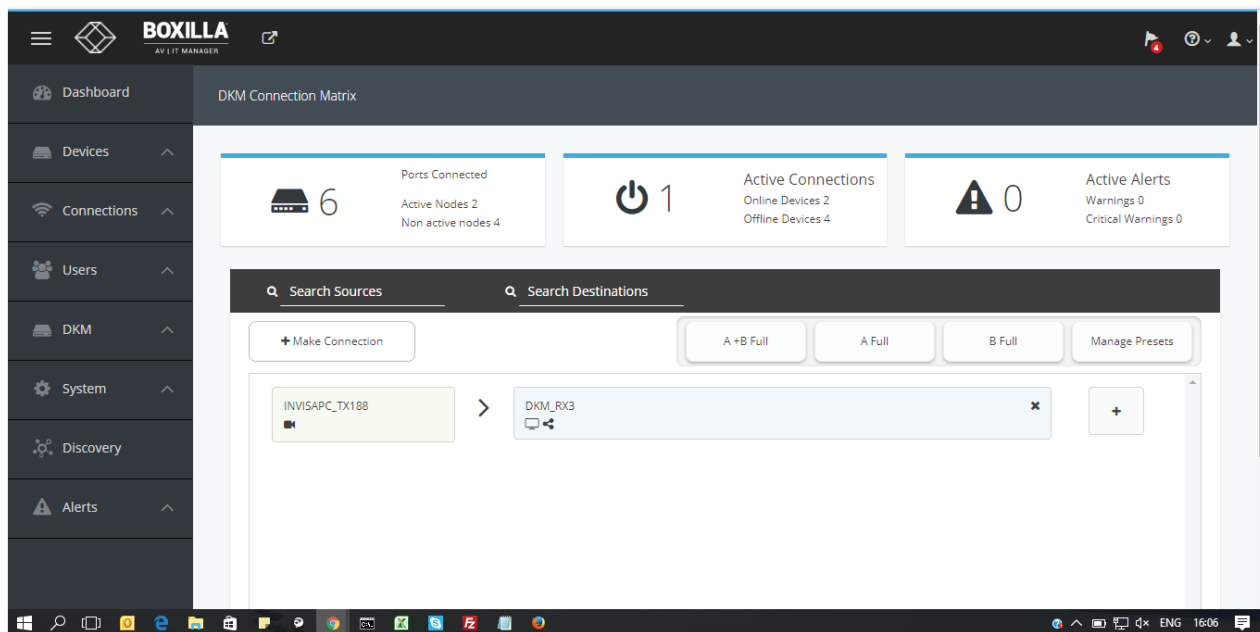 BOXILLA
AV | IT MANAGER
4
Dashboard
Devices
Connections
Users
DKM
System
Discovery
Alerts
DKM Connection Matrix
6
Ports Connected
Active Nodes 2
Non active nodes 4
1
Active Connections
Online Devices 2
Offline Devices 4
0
Active Alerts
Warnings 0
Critical Warnings 0
Search Sources
Search Destinations
+ Make Connection
A +B Full
A Full
B Full
Manage Presets
INVISAPC_TX188
DKM_RX3
+
ENG 16:06